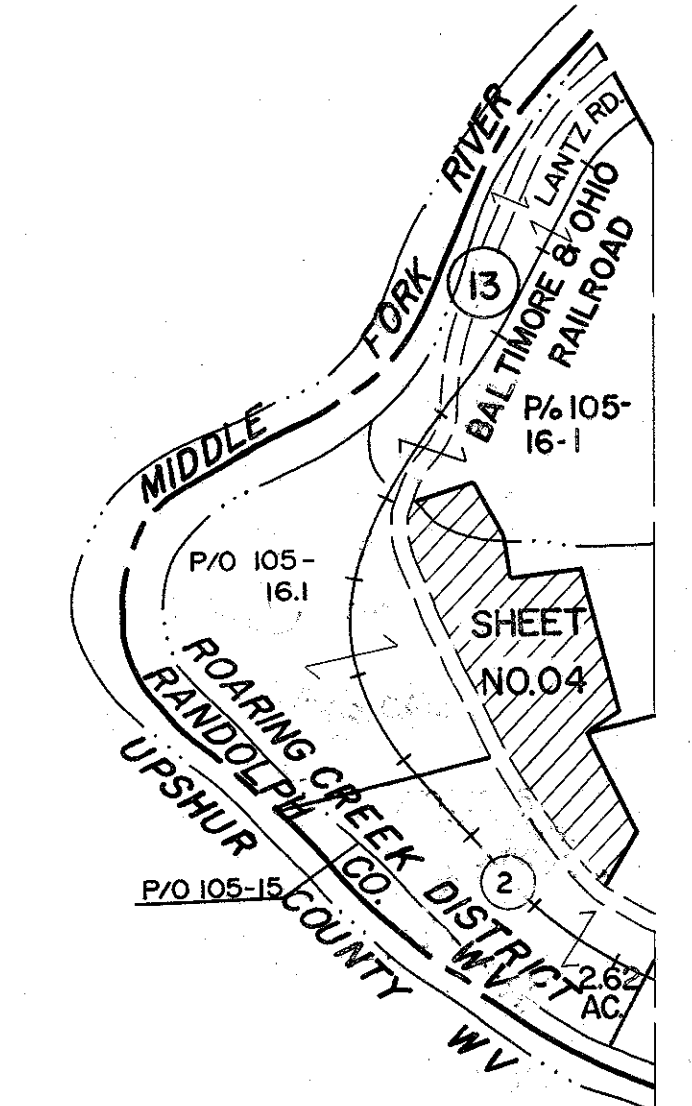 MIDDLE FORK RIVER
LANTZ RD.
BALTIMORE & OHIO
RAILROAD
13
P/o 105-
16-1
P/O 105-
16.1
SHEET
NO.04
ROARING CREEK DISTRICT
RANDOLPH CO. WV
UPSHUR COUNTY WV
P/O 105-15
2
2.62
AC.